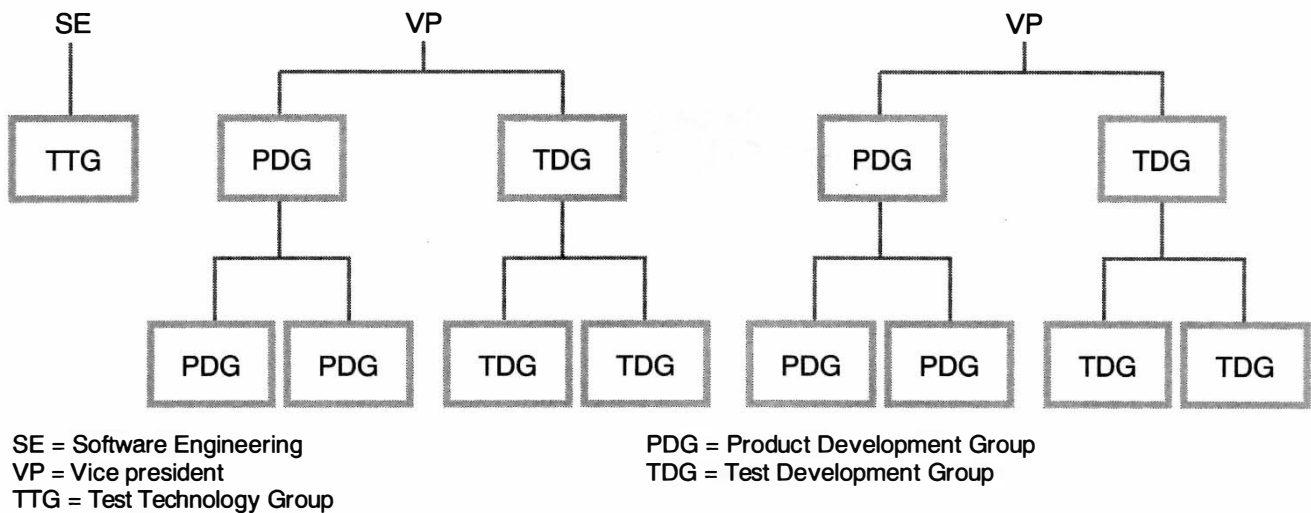 SE VP VP
TTG PDG TDG PDG TDG
PDG PDG TDG TDG PDG PDG TDG TDG
SE = Software Engineering
VP = Vice president
TTG = Test Technology Group
PDG = Product Development Group
TDG = Test Development Group